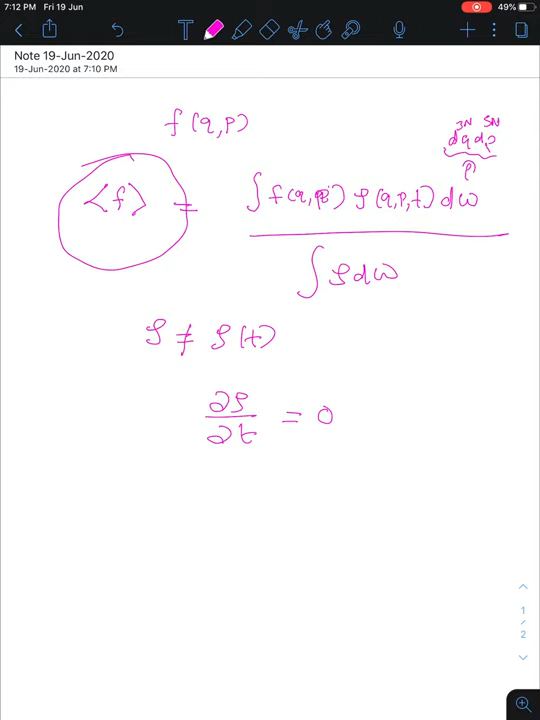 7:12 PM Fri 19 Jun 49%
Note 19-Jun-2020
19-Jun-2020 at 7:10 PM
f (q,p)
3N 3N
dq dp
⟨f⟩ = ∫ f(q,p) ρ(q,p,t) dω
∫ ρ dω
ρ ≠ ρ(t)
∂ρ
∂t = 0
1
/
2